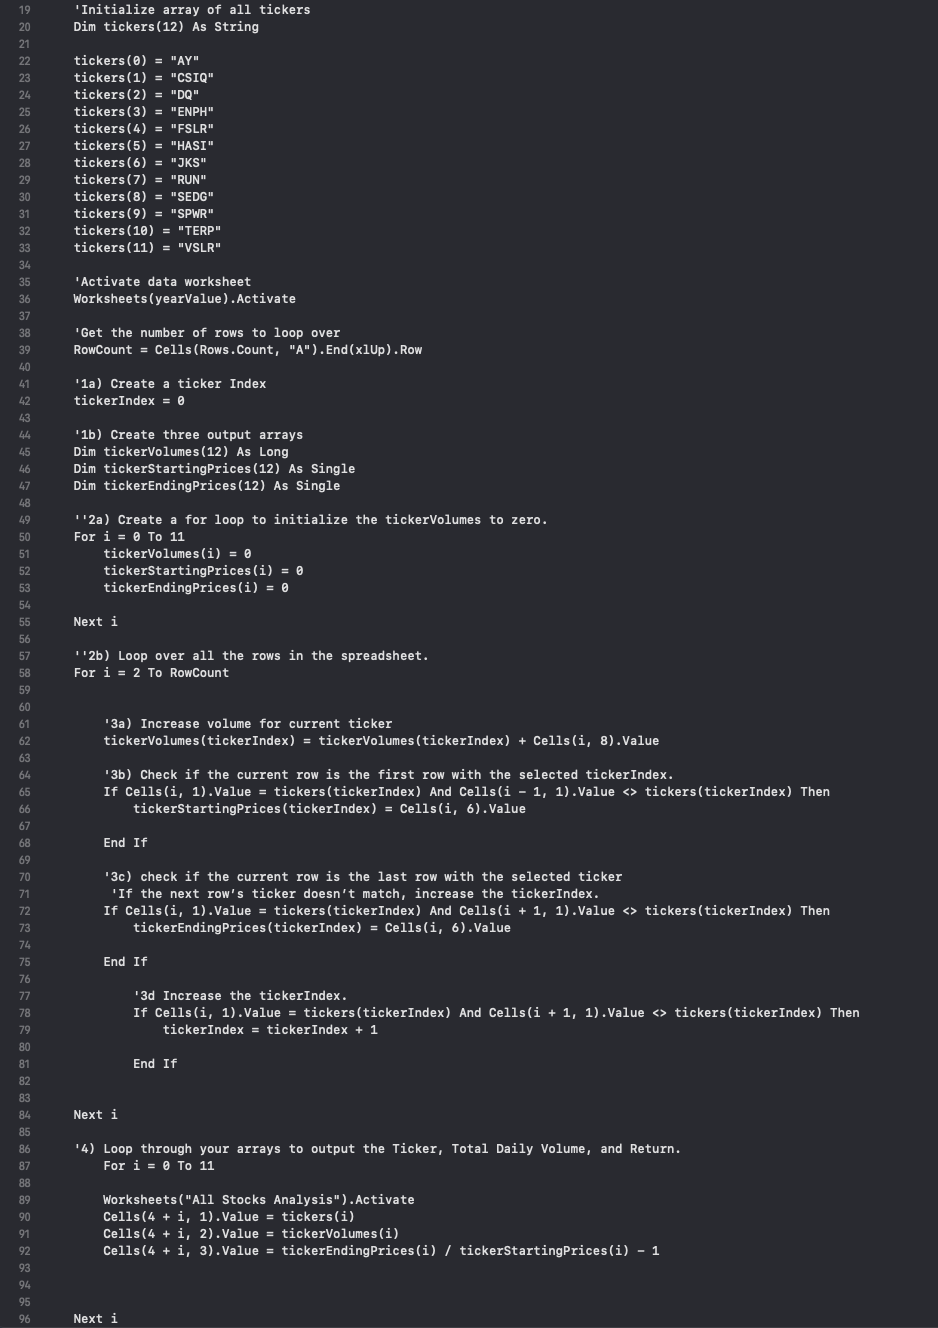 19 'Initialize array of all tickers
20 Dim tickers(12) As String
21
22 tickers(0) = "AY"
23 tickers(1) = "CSIQ"
24 tickers(2) = "DQ"
25 tickers(3) = "ENPH"
26 tickers(4) = "FSLR"
27 tickers(5) = "HASI"
28 tickers(6) = "JKS"
29 tickers(7) = "RUN"
30 tickers(8) = "SEDG"
31 tickers(9) = "SPWR"
32 tickers(10) = "TERP"
33 tickers(11) = "VSLR"
34
35 'Activate data worksheet
36 Worksheets(yearValue).Activate
37
38 'Get the number of rows to loop over
39 RowCount = Cells(Rows.Count, "A").End(xlUp).Row
40
41 '1a) Create a ticker Index
42 tickerIndex = 0
43
44 '1b) Create three output arrays
45 Dim tickerVolumes(12) As Long
46 Dim tickerStartingPrices(12) As Single
47 Dim tickerEndingPrices(12) As Single
48
49 ''2a) Create a for loop to initialize the tickerVolumes to zero.
50 For i = 0 To 11
51 tickerVolumes(i) = 0
52 tickerStartingPrices(i) = 0
53 tickerEndingPrices(i) = 0
54
55 Next i
56
57 ''2b) Loop over all the rows in the spreadsheet.
58 For i = 2 To RowCount
59
60
61 '3a) Increase volume for current ticker
62 tickerVolumes(tickerIndex) = tickerVolumes(tickerIndex) + Cells(i, 8).Value
63
64 '3b) Check if the current row is the first row with the selected tickerIndex.
65 If Cells(i, 1).Value = tickers(tickerIndex) And Cells(i - 1, 1).Value <> tickers(tickerIndex) Then
66 tickerStartingPrices(tickerIndex) = Cells(i, 6).Value
67
68 End If
69
70 '3c) check if the current row is the last row with the selected ticker
71 'If the next row's ticker doesn't match, increase the tickerIndex.
72 If Cells(i, 1).Value = tickers(tickerIndex) And Cells(i + 1, 1).Value <> tickers(tickerIndex) Then
73 tickerEndingPrices(tickerIndex) = Cells(i, 6).Value
74
75 End If
76
77 '3d Increase the tickerIndex.
78 If Cells(i, 1).Value = tickers(tickerIndex) And Cells(i + 1, 1).Value <> tickers(tickerIndex) Then
79 tickerIndex = tickerIndex + 1
80
81 End If
82
83
84 Next i
85
86 '4) Loop through your arrays to output the Ticker, Total Daily Volume, and Return.
87 For i = 0 To 11
88
89 Worksheets("All Stocks Analysis").Activate
90 Cells(4 + i, 1).Value = tickers(i)
91 Cells(4 + i, 2).Value = tickerVolumes(i)
92 Cells(4 + i, 3).Value = tickerEndingPrices(i) / tickerStartingPrices(i) - 1
93
94
95
96 Next i